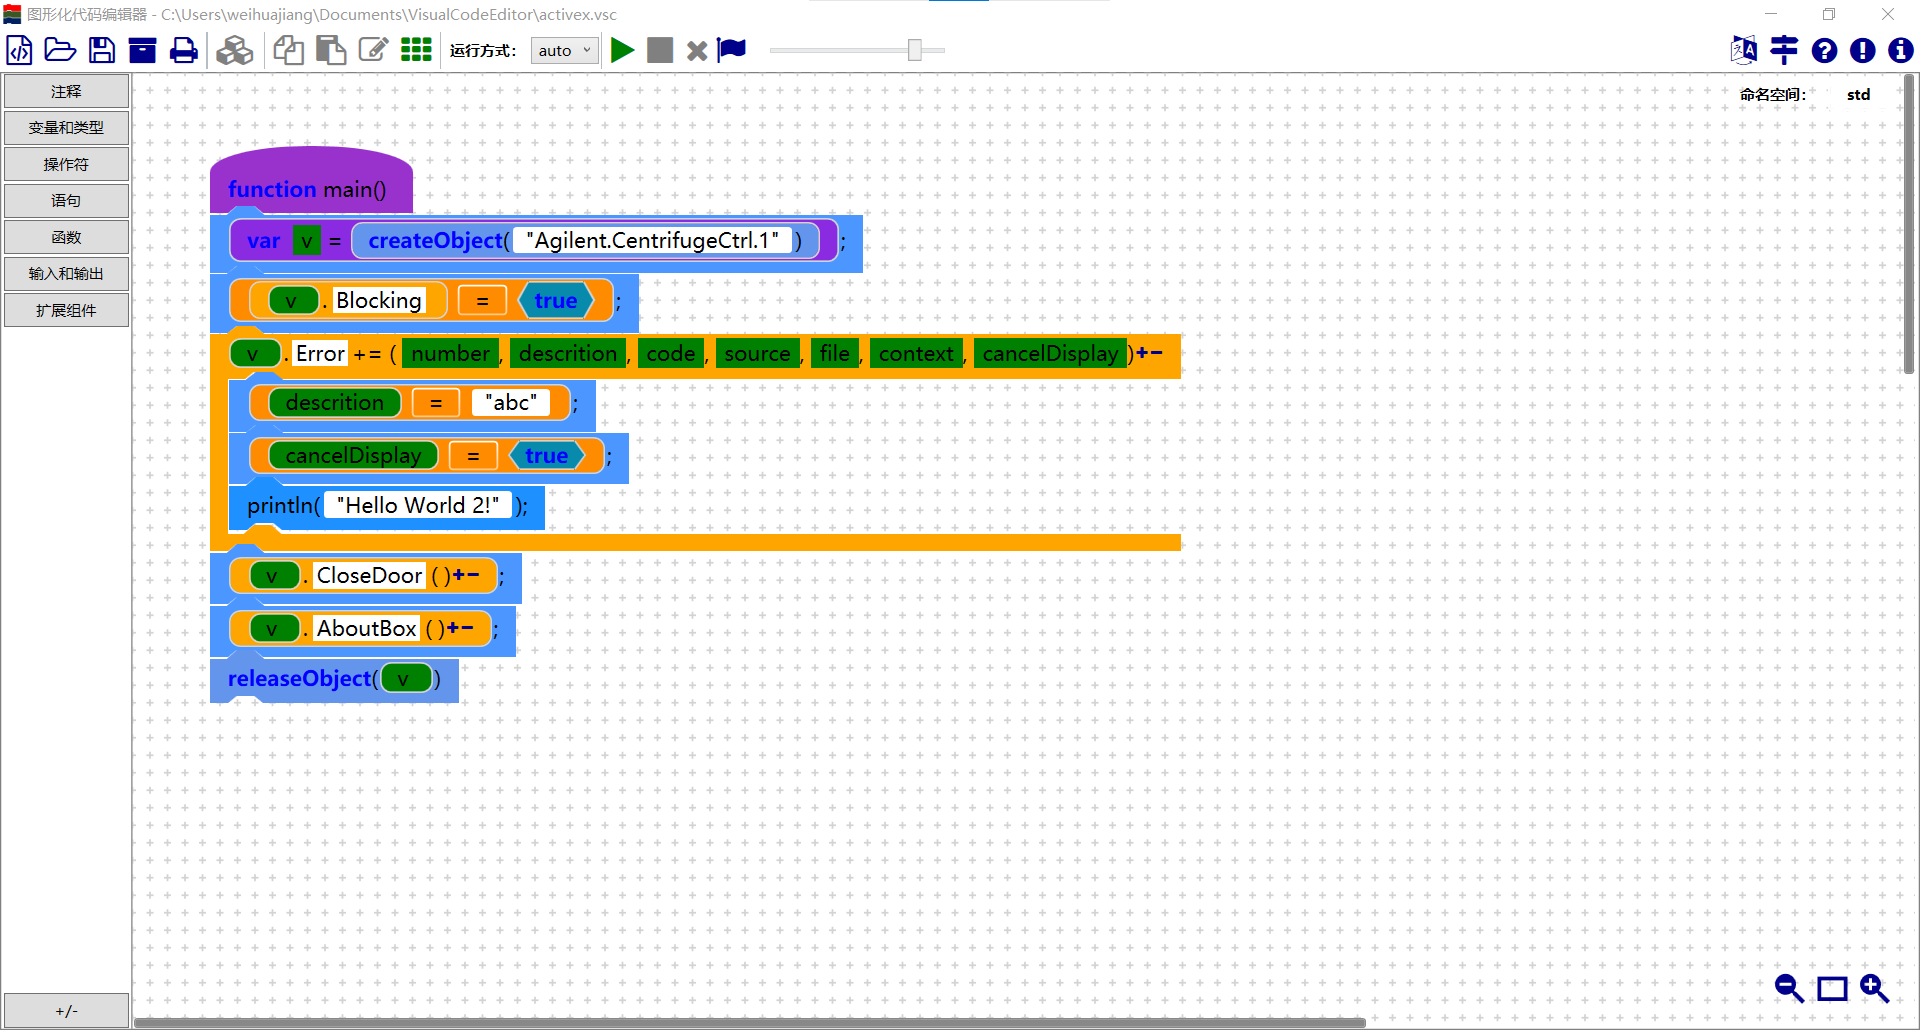 图形化代码编辑器 - C:\Users\weihuajiang\Documents\VisualCodeEditor\activex.vsc
运行方式: auto
注释
变量和类型
操作符
语句
函数
输入和输出
扩展组件
+/-
命名空间: std
function main()
var v = createObject( "Agilent.CentrifugeCtrl.1" ) ;
v . Blocking = true ;
v . Error += ( number , descrition , code , source , file , context , cancelDisplay )+−
descrition = "abc" ;
cancelDisplay = true ;
println( "Hello World 2!" );
v . CloseDoor ( )+− ;
v . AboutBox ( )+− ;
releaseObject( v )